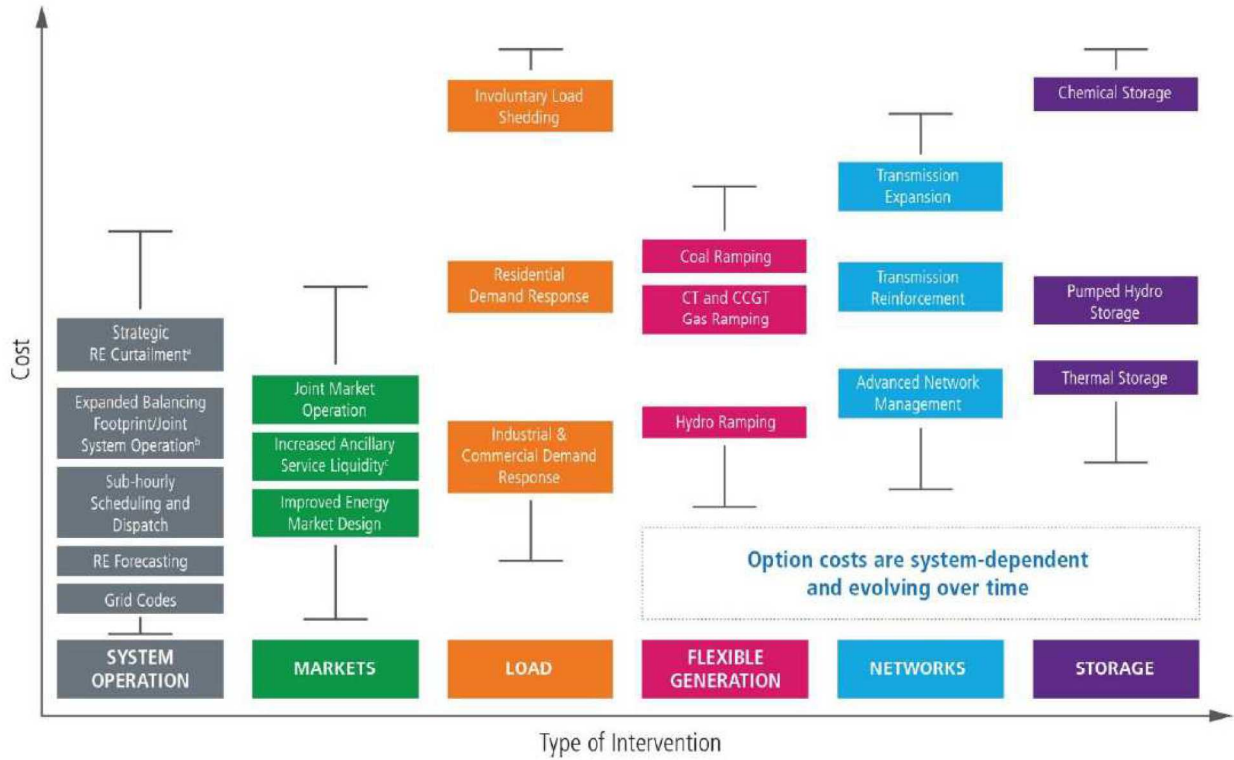 Cost
Strategic
RE Curtailmentᵃ
Expanded Balancing
Footprint/Joint
System Operationᵇ
Sub-hourly
Scheduling and
Dispatch
RE Forecasting
Grid Codes
SYSTEM
OPERATION
Joint Market
Operation
Increased Ancillary
Service Liquidityᶜ
Improved Energy
Market Design
MARKETS
Involuntary Load
Shedding
Residential
Demand Response
Industrial &
Commercial Demand
Response
LOAD
Coal Ramping
CT and CCGT
Gas Ramping
Hydro Ramping
FLEXIBLE
GENERATION
Transmission
Expansion
Transmission
Reinforcement
Advanced Network
Management
NETWORKS
Chemical Storage
Pumped Hydro
Storage
Thermal Storage
STORAGE
Option costs are system-dependent
and evolving over time
Type of Intervention